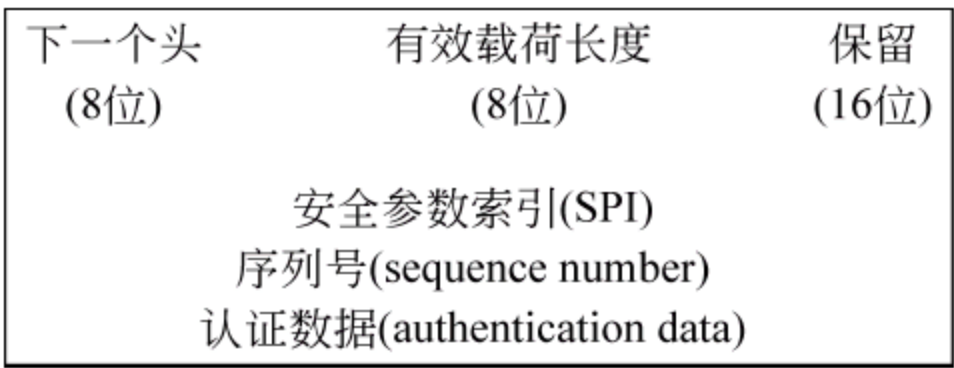 下一个头 有效载荷长度 保留
(8位) (8位) (16位)
安全参数索引(SPI)
序列号(sequence number)
认证数据(authentication data)